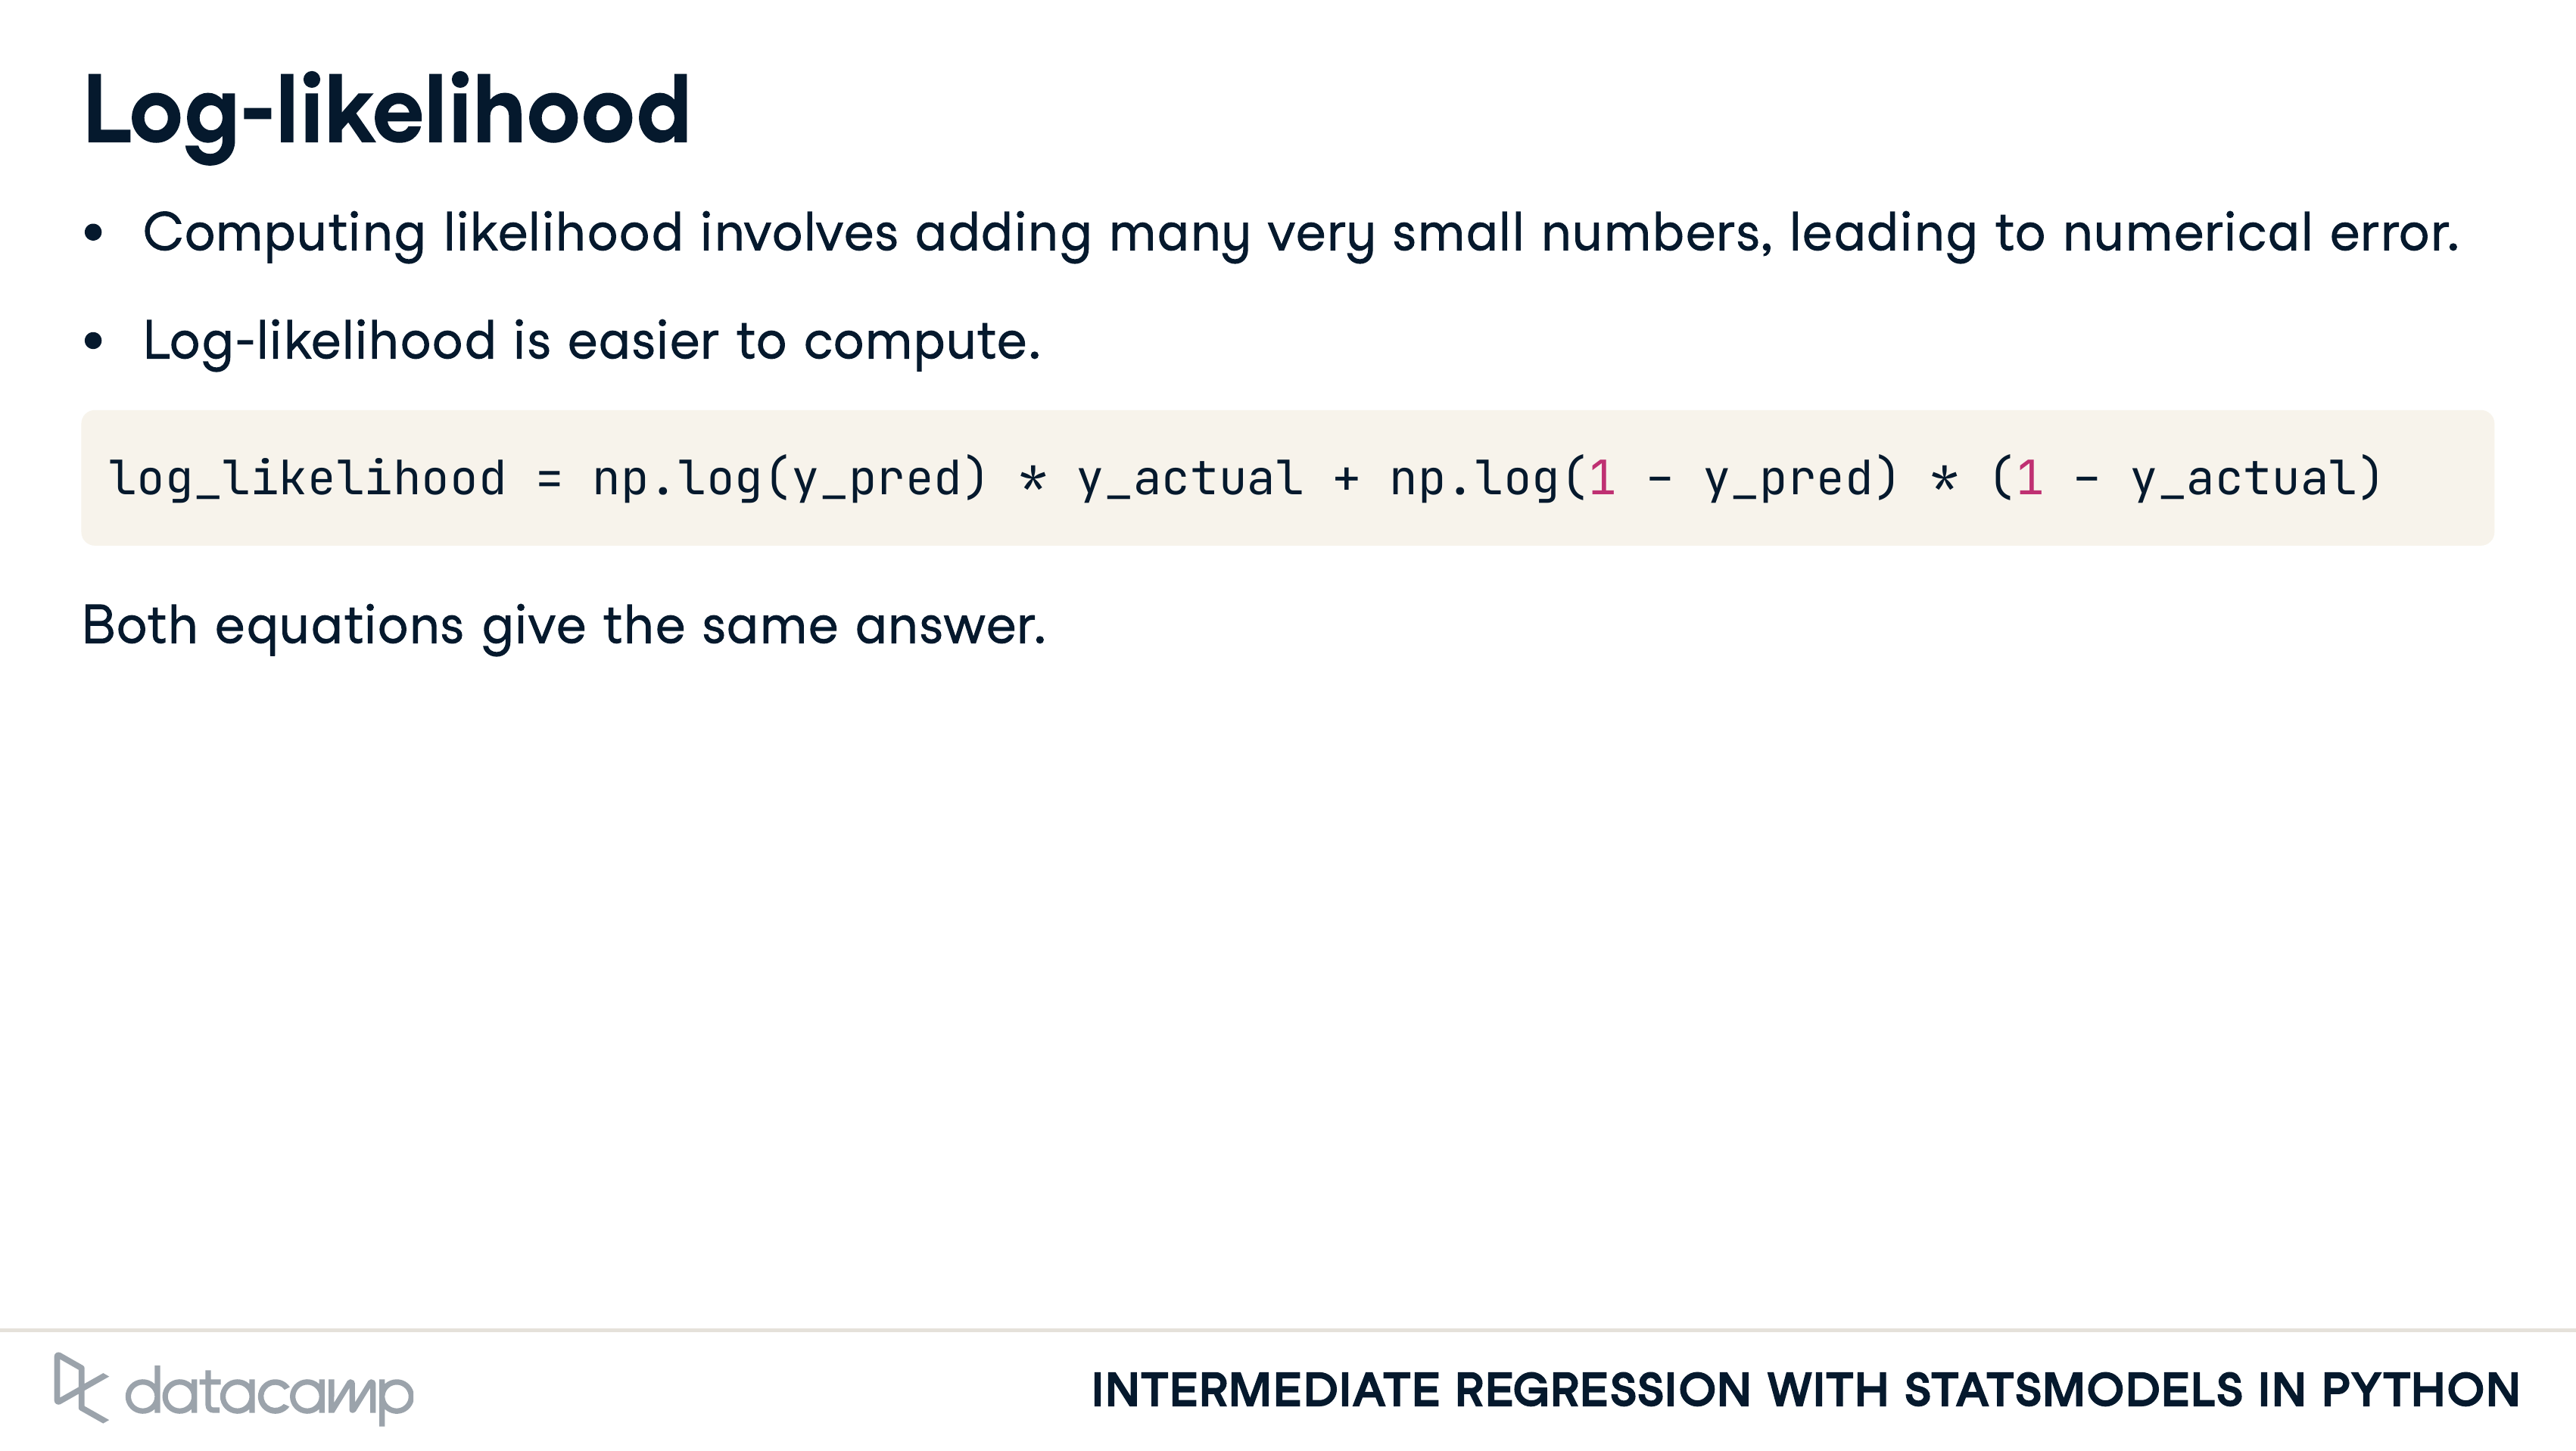 Log-likelihood
• Computing likelihood involves adding many very small numbers, leading to numerical error.
• Log-likelihood is easier to compute.
log_likelihood = np.log(y_pred) * y_actual + np.log(1 - y_pred) * (1 - y_actual)
Both equations give the same answer.
datacamp
INTERMEDIATE REGRESSION WITH STATSMODELS IN PYTHON